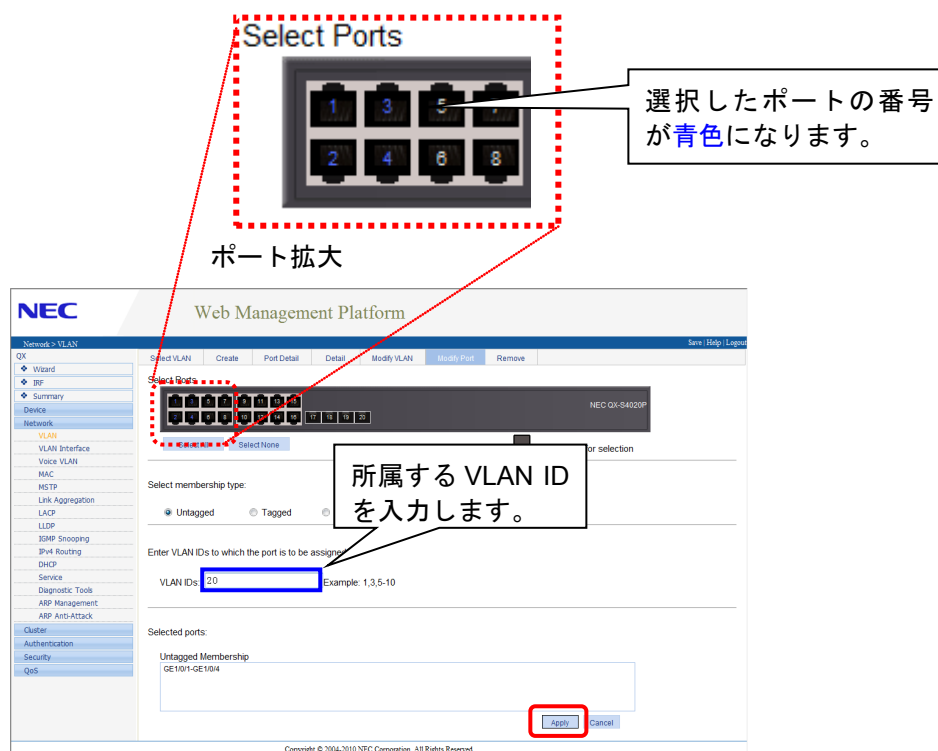 Select Ports
1 3 5 7
2 4 6 8
選択したポートの番号
が青色になります。
ポート拡大
NEC
Web Management Platform
Network > VLAN
Save | Help | Logout
QX
Select VLAN Create Port Detail Detail Modify VLAN Modify Port Remove
Wizard
IRF
Summary
Device
Network
VLAN
VLAN Interface
Voice VLAN
MAC
MSTP
Link Aggregation
LACP
LLDP
IGMP Snooping
IPv4 Routing
DHCP
Service
Diagnostic Tools
ARP Management
ARP Anti-Attack
Cluster
Authentication
Security
QoS
Select Ports
1 3 5 7 9 11 13 15
2 4 6 8 10 12 14 16 17 18 19 20
NEC QX-S4020P
Select None
or selection
所属する VLAN ID
を入力します。
Select membership type:
Untagged Tagged
Enter VLAN IDs to which the port is to be assigned
VLAN IDs: 20 Example: 1,3,5-10
Selected ports:
Untagged Membership
GE1/0/1-GE1/0/4
Apply Cancel
Copyright © 2004-2010 NEC Corporation. All Rights Reserved.